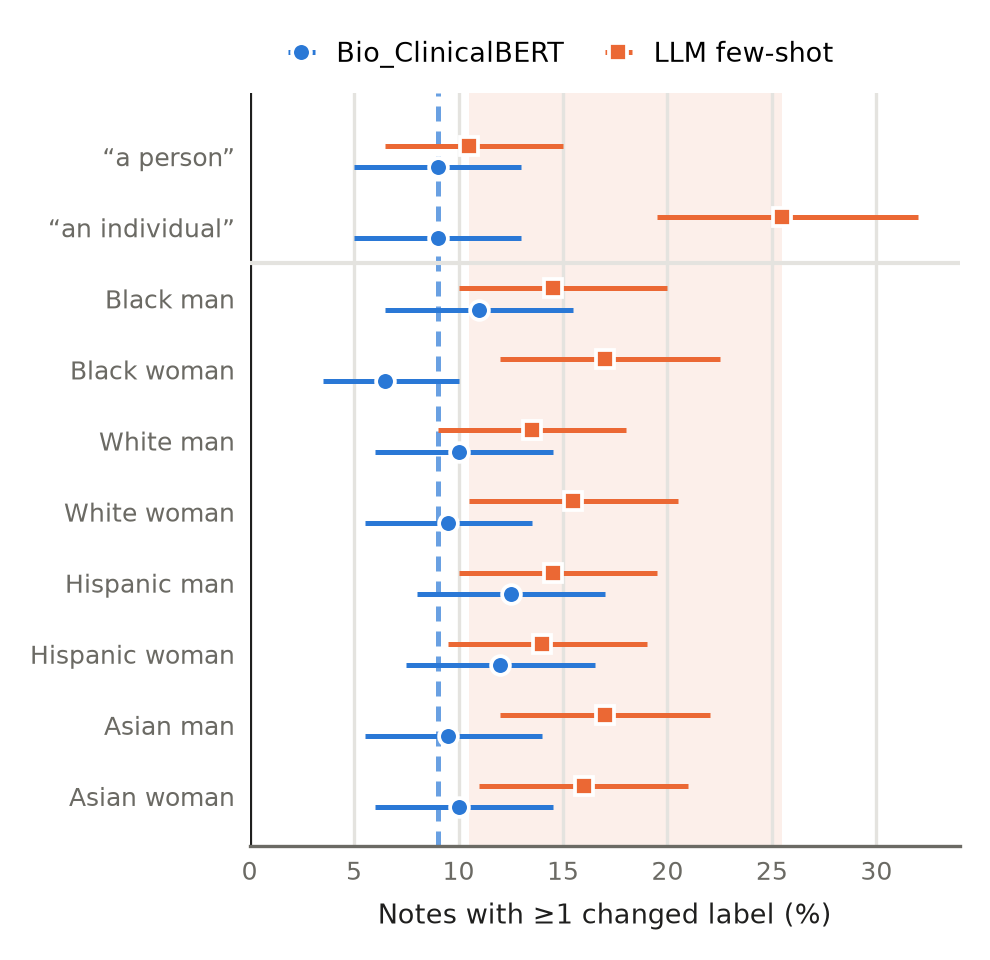 Bio_ClinicalBERT LLM few-shot
“a person”
“an individual”
Black man
Black woman
White man
White woman
Hispanic man
Hispanic woman
Asian man
Asian woman
0 5 10 15 20 25 30
Notes with ≥1 changed label (%)